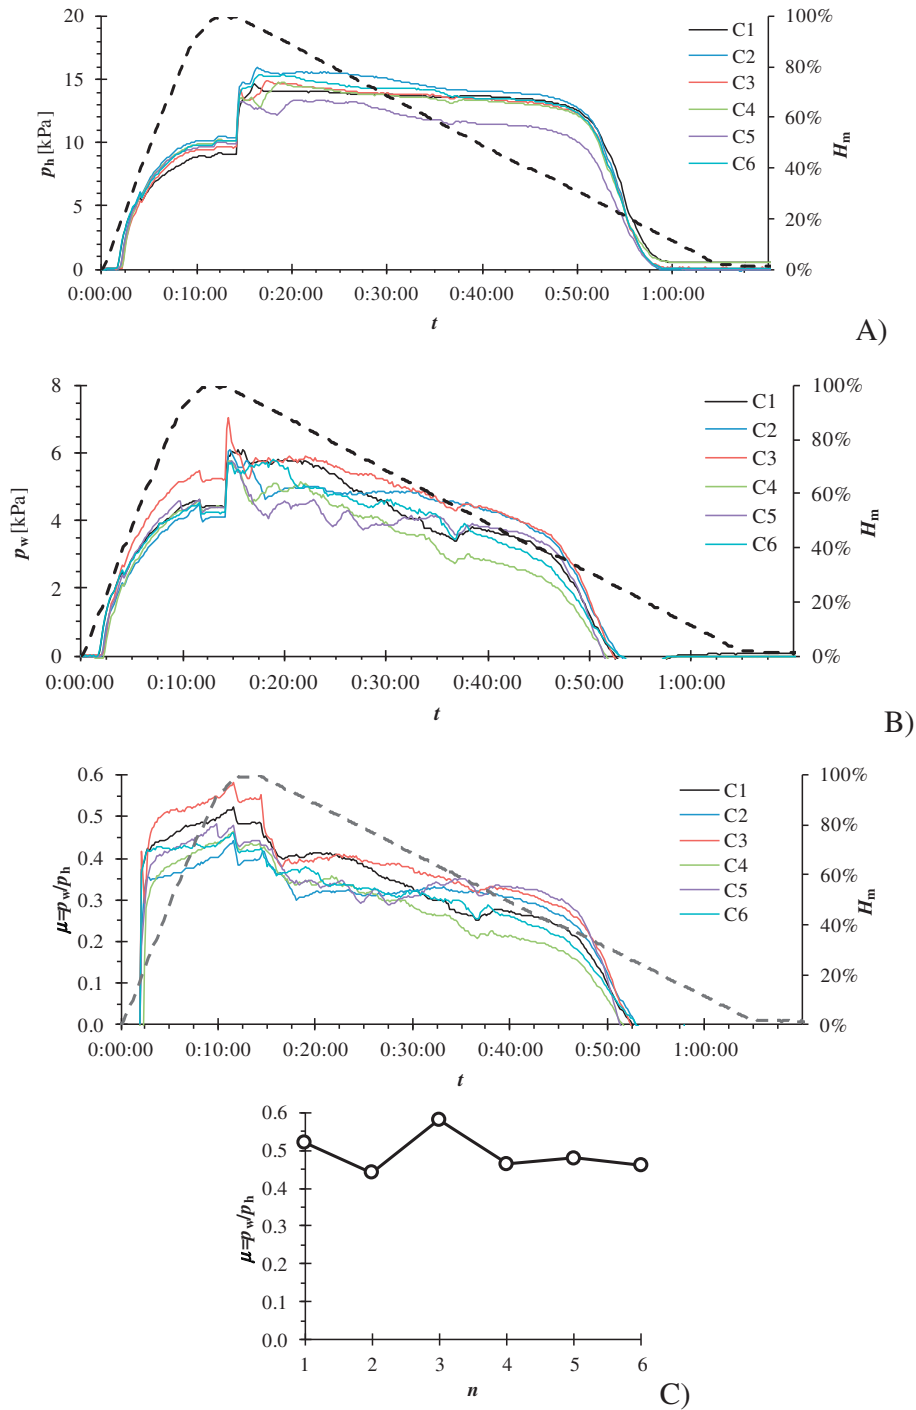 20
15
10
5
0
p_h [kPa]
100%
80%
60%
40%
20%
0%
H_m
C1
C2
C3
C4
C5
C6
0:00:00 0:10:00 0:20:00 0:30:00 0:40:00 0:50:00 1:00:00
t
A)
8
6
4
2
0
p_w [kPa]
100%
80%
60%
40%
20%
0%
H_m
C1
C2
C3
C4
C5
C6
0:00:00 0:10:00 0:20:00 0:30:00 0:40:00 0:50:00 1:00:00
t
B)
0.6
0.5
0.4
0.3
0.2
0.1
0.0
μ=p_w/p_h
100%
80%
60%
40%
20%
0%
H_m
C1
C2
C3
C4
C5
C6
0:00:00 0:10:00 0:20:00 0:30:00 0:40:00 0:50:00 1:00:00
t
0.6
0.5
0.4
0.3
0.2
0.1
0.0
μ=p_w/p_h
1 2 3 4 5 6
n
C)